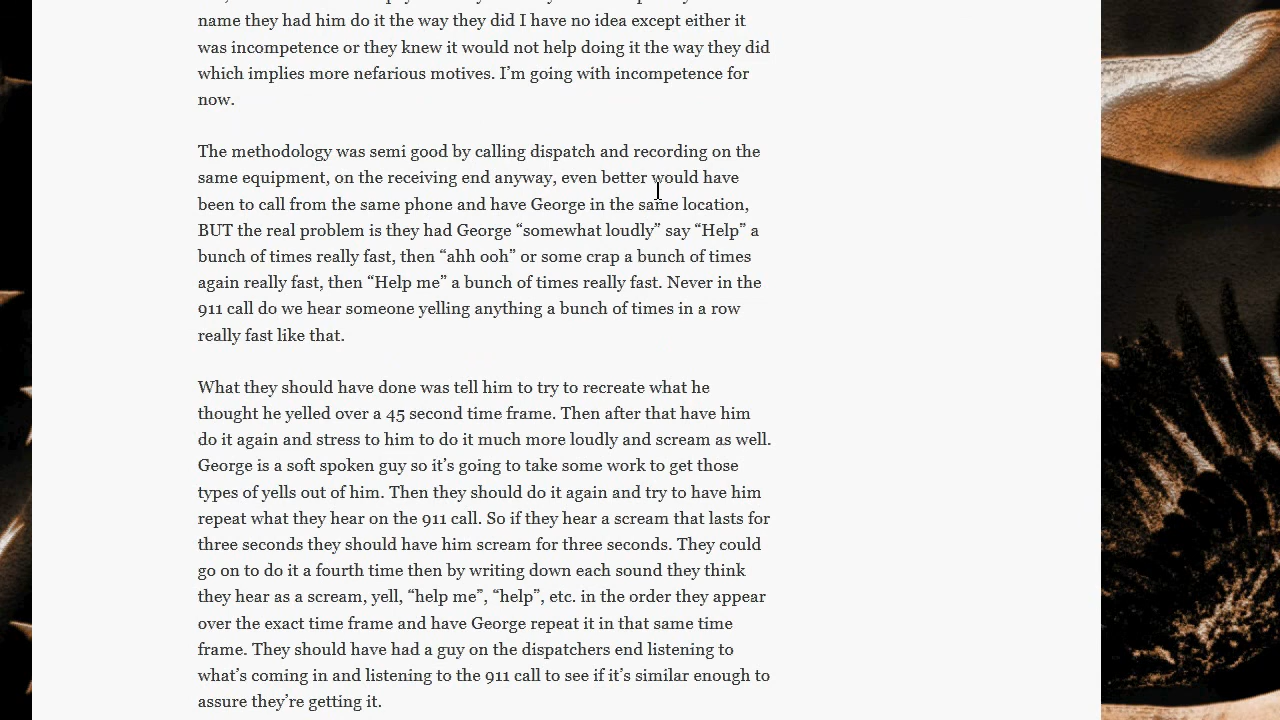 name they had him do it the way they did I have no idea except either it
was incompetence or they knew it would not help doing it the way they did
which implies more nefarious motives. I’m going with incompetence for
now.
The methodology was semi good by calling dispatch and recording on the
same equipment, on the receiving end anyway, even better would have
been to call from the same phone and have George in the same location,
BUT the real problem is they had George “somewhat loudly” say “Help” a
bunch of times really fast, then “ahh ooh” or some crap a bunch of times
again really fast, then “Help me” a bunch of times really fast. Never in the
911 call do we hear someone yelling anything a bunch of times in a row
really fast like that.
What they should have done was tell him to try to recreate what he
thought he yelled over a 45 second time frame. Then after that have him
do it again and stress to him to do it much more loudly and scream as well.
George is a soft spoken guy so it’s going to take some work to get those
types of yells out of him. Then they should do it again and try to have him
repeat what they hear on the 911 call. So if they hear a scream that lasts for
three seconds they should have him scream for three seconds. They could
go on to do it a fourth time then by writing down each sound they think
they hear as a scream, yell, “help me”, “help”, etc. in the order they appear
over the exact time frame and have George repeat it in that same time
frame. They should have had a guy on the dispatchers end listening to
what’s coming in and listening to the 911 call to see if it’s similar enough to
assure they’re getting it.